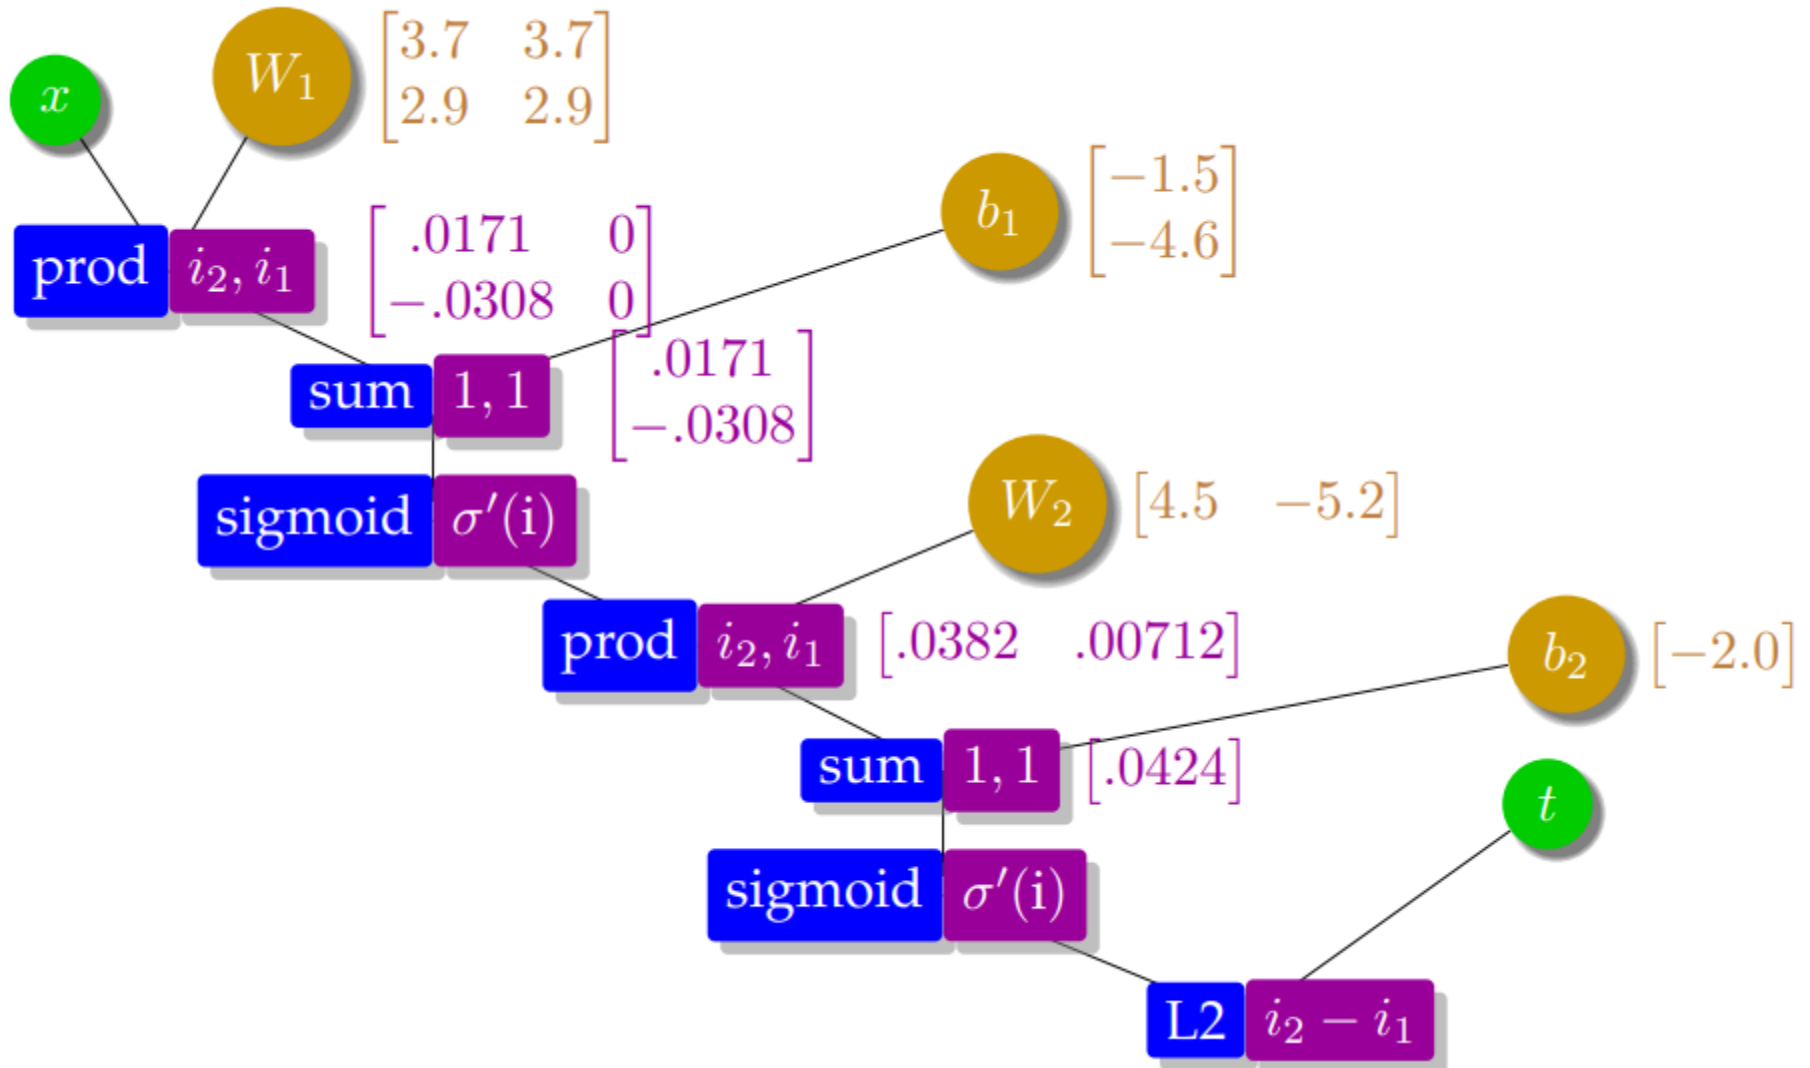 x
W₁
[3.7 3.7]
[2.9 2.9]
b₁
[−1.5]
[−4.6]
prod i₂, i₁
[.0171 0]
[−.0308 0]
sum 1, 1
[.0171]
[−.0308]
sigmoid σ′(i)
W₂ [4.5 −5.2]
prod i₂, i₁ [.0382 .00712]
b₂ [−2.0]
sum 1, 1 [.0424]
t
sigmoid σ′(i)
L2 i₂ − i₁